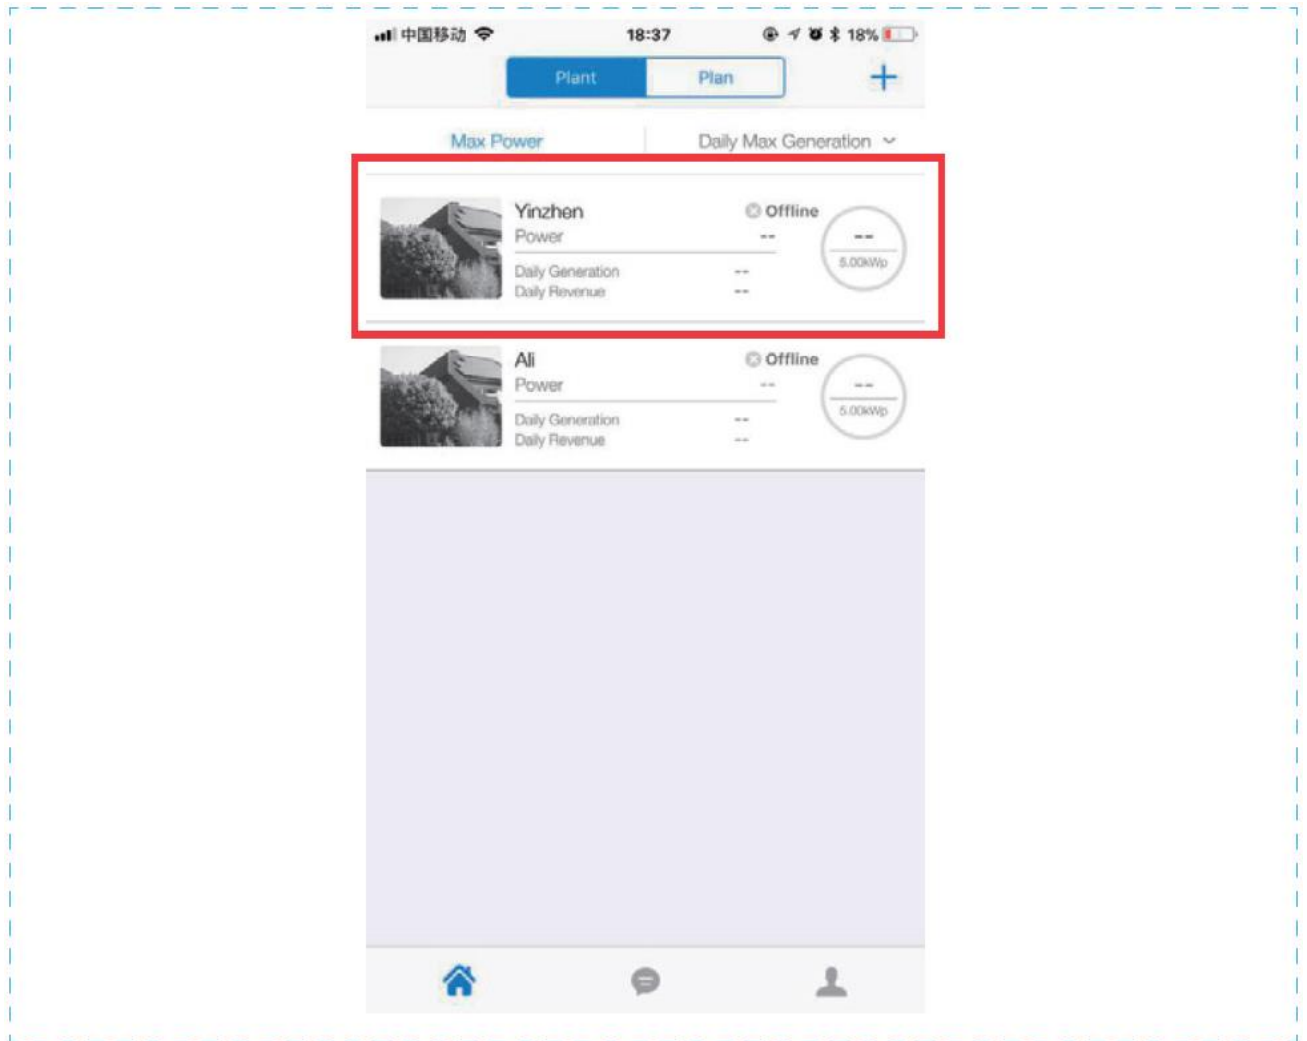 中国移动 18:37 18%
Plant Plan
Max Power Daily Max Generation
Yinzhen Offline
Power -- --
5.00kWp
Daily Generation --
Daily Revenue --
Ali Offline
Power -- --
5.00kWp
Daily Generation --
Daily Revenue --